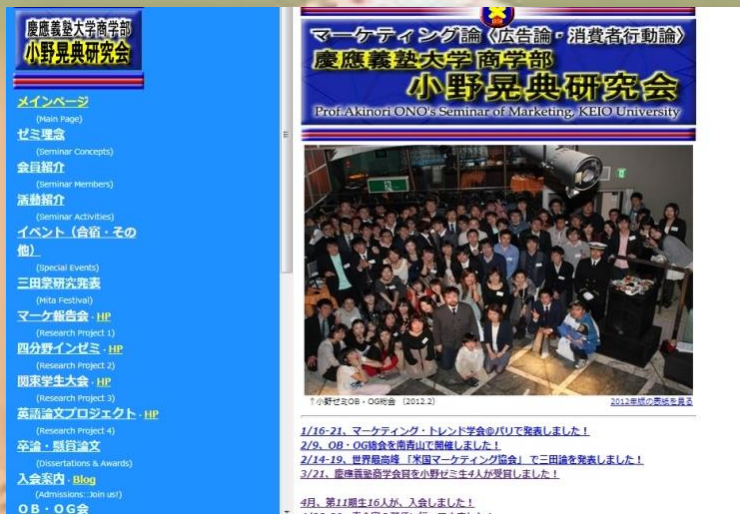 慶應義塾大学商学部
小野晃典研究会
メインページ
(Main Page)
ゼミ理念
(Seminar Concepts)
会員紹介
(Seminar Members)
活動紹介
(Seminar Activities)
イベント（合宿・その
他）
(Special Events)
三田祭研究発表
(Mita Festival)
マーケ報告会 - HP
(Research Project 1)
四分野インゼミ - HP
(Research Project 2)
関東学生大会 - HP
(Research Project 3)
英語論文プロジェクト - HP
(Research Project 4)
卒論・懸賞論文
(Dissertations & Awards)
入会案内 - Blog
(Admissions::Join us!)
OB・OG会
マーケティング論〈広告論・消費者行動論〉
慶應義塾大学 商学部
小野晃典研究会
Prof.Akinori ONO's Seminar of Marketing, KEIO University
↑小野ゼミOB・OG総会 （2012.2）
2012年版の表紙を見る
1/16-21、マーケティング・トレンド学会＠パリで発表しました！
2/9、OB・OG総会を南青山で開催しました！
2/14-19、世界最高峰 「米国マーケティング協会」 で三田論を発表しました！
3/21、慶應義塾商学会賞を小野ゼミ生4人が受賞しました！
4月、第11期生16人が、入会しました！